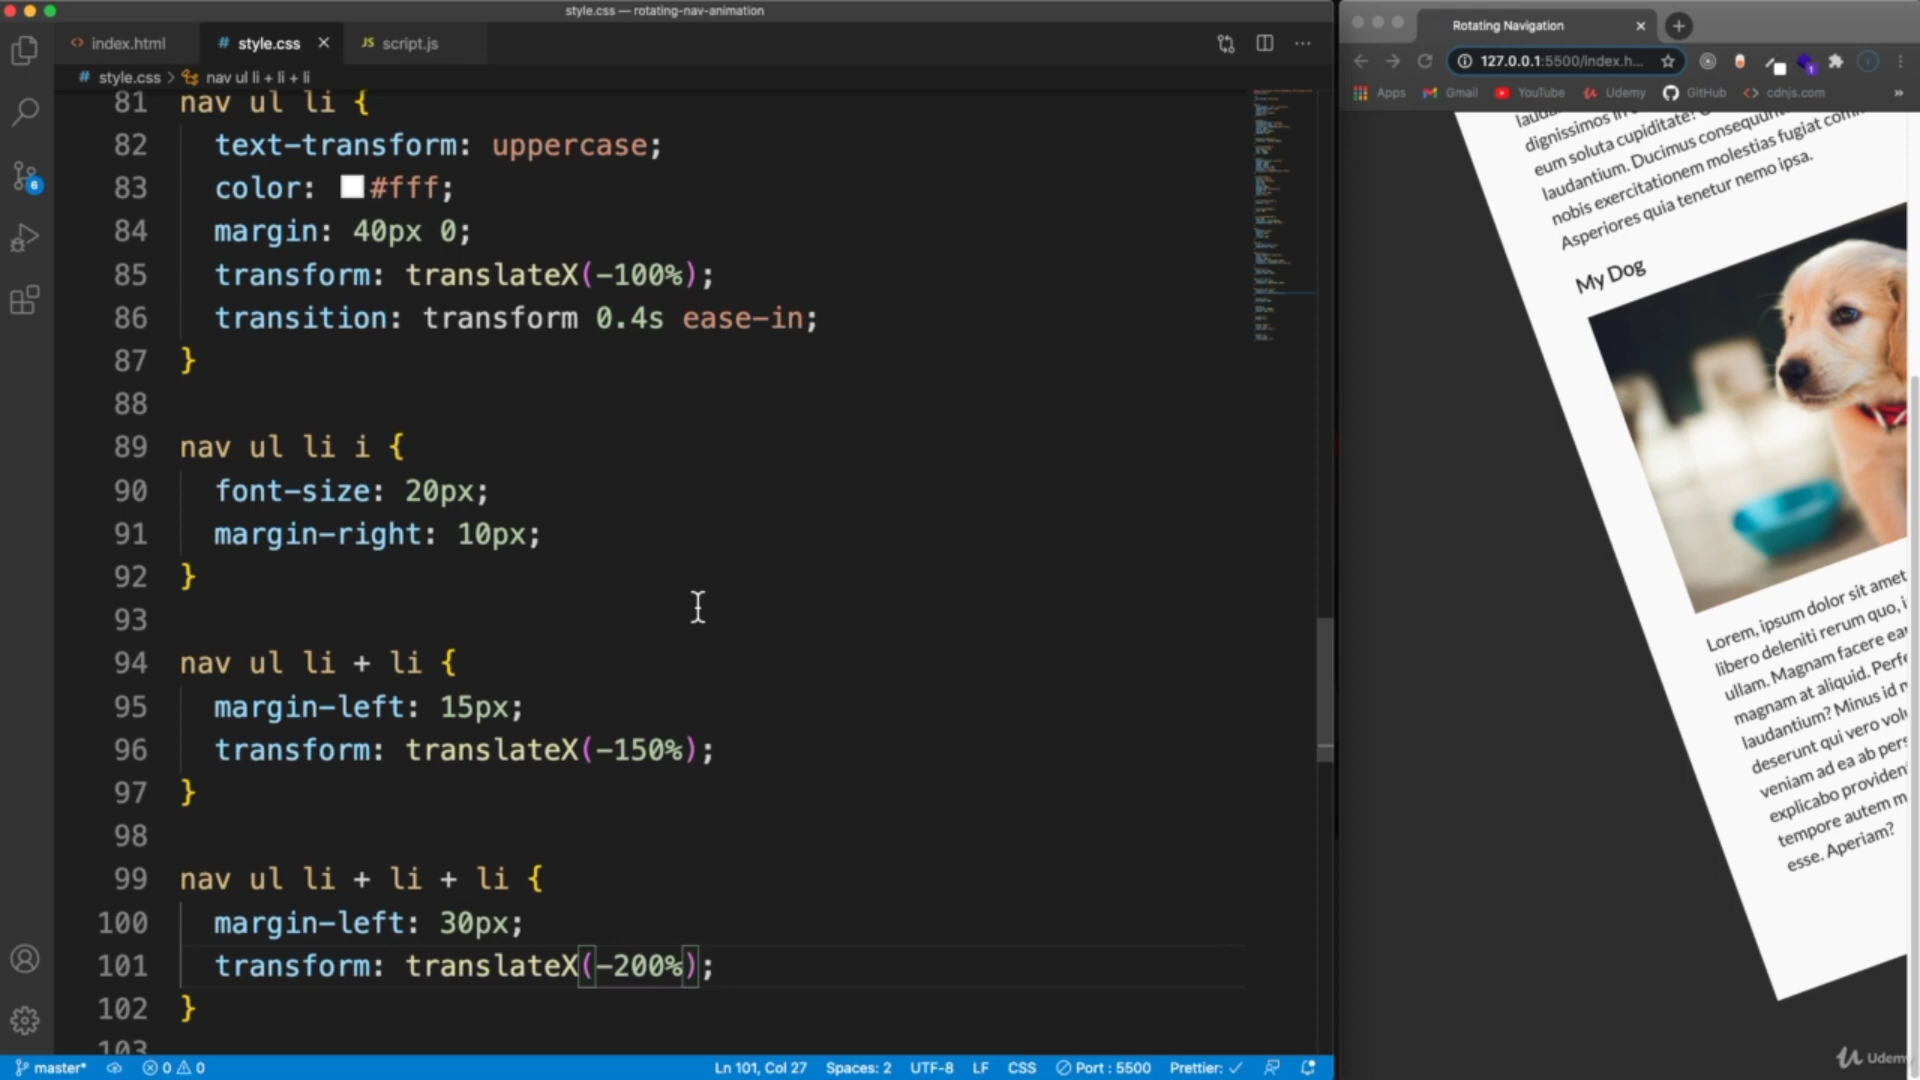 style.css — rotating-nav-animation
index.html
# style.css
JS script.js
# style.css > nav ul li + li + li
81 nav ul li {
82 text-transform: uppercase;
83 color: #fff;
84 margin: 40px 0;
85 transform: translateX(-100%);
86 transition: transform 0.4s ease-in;
87 }
88
89 nav ul li i {
90 font-size: 20px;
91 margin-right: 10px;
92 }
93
94 nav ul li + li {
95 margin-left: 15px;
96 transform: translateX(-150%);
97 }
98
99 nav ul li + li + li {
100 margin-left: 30px;
101 transform: translateX(-200%);
102 }
103
6
master* 0 0 Ln 101, Col 27 Spaces: 2 UTF-8 LF CSS Port : 5500 Prettier: ✓
Rotating Navigation
127.0.0.1:5500/index.h...
Apps Gmail YouTube Udemy GitHub cdnjs.com »
dignissimos in
eum soluta cupiditate?
laudantium. Ducimus
nobis exercitationem molestias fugiat
Asperiores quia tenetur nemo ipsa.
My Dog
Lorem, ipsum dolor sit amet
libero deleniti rerum quo,
ullam. Magnam facere
magnam at aliquid.
laudantium? Minus id
deserunt qui vero
veniam ad ea ab
explicabo
tempore autem
esse. Aperiam?
Udemy